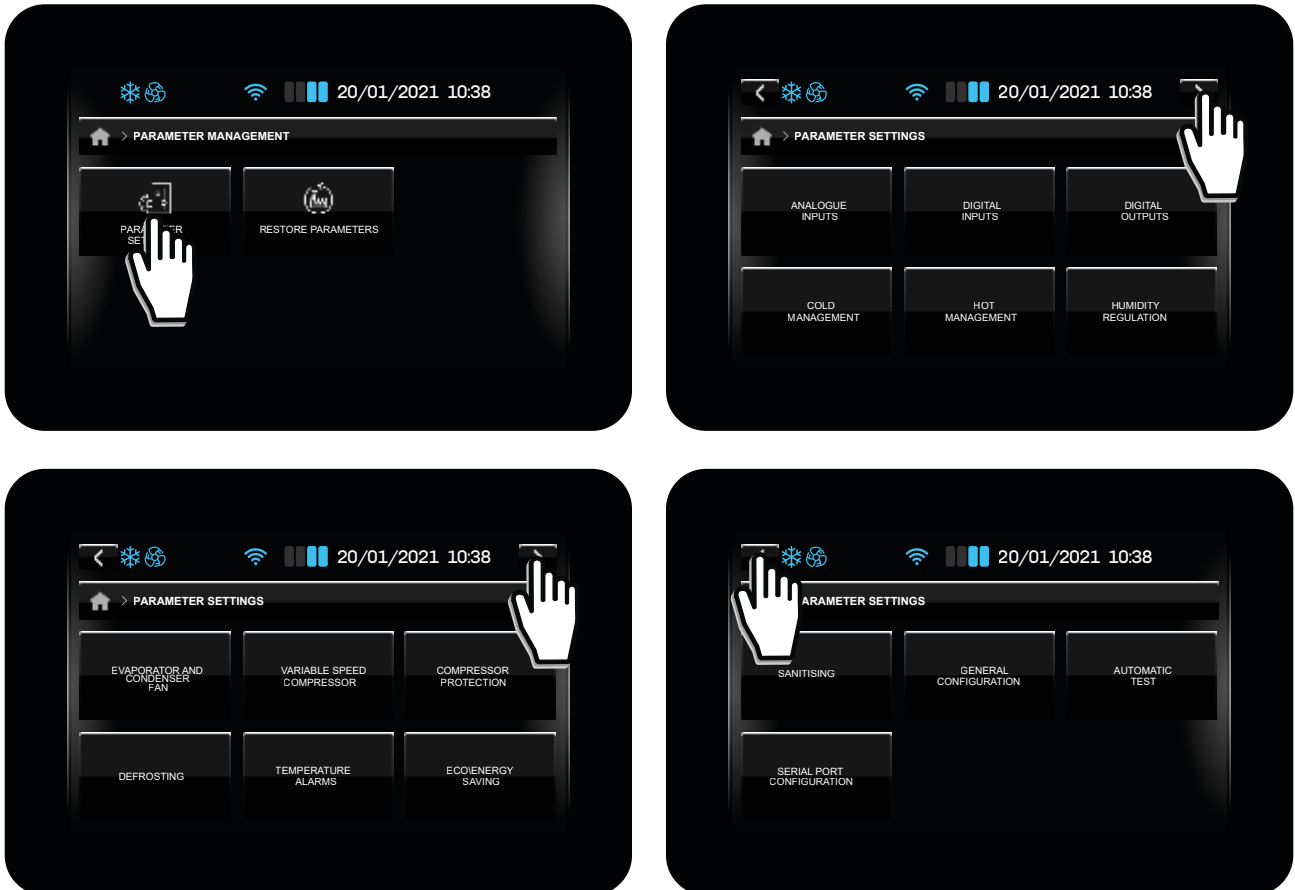 20/01/2021 10:38
> PARAMETER MANAGEMENT
RESTORE PARAMETERS
20/01/2021 10:38
> PARAMETER SETTINGS
ANALOGUE
INPUTS
DIGITAL
INPUTS
DIGITAL
OUTPUTS
COLD
MANAGEMENT
HOT
MANAGEMENT
HUMIDITY
REGULATION
20/01/2021 10:38
> PARAMETER SETTINGS
EVAPORATOR AND
CONDENSER
FAN
VARIABLE SPEED
COMPRESSOR
COMPRESSOR
PROTECTION
DEFROSTING
TEMPERATURE
ALARMS
ECO\ENERGY
SAVING
20/01/2021 10:38
ARAMETER SETTINGS
SANITISING
GENERAL
CONFIGURATION
AUTOMATIC
TEST
SERIAL PORT
CONFIGURATION